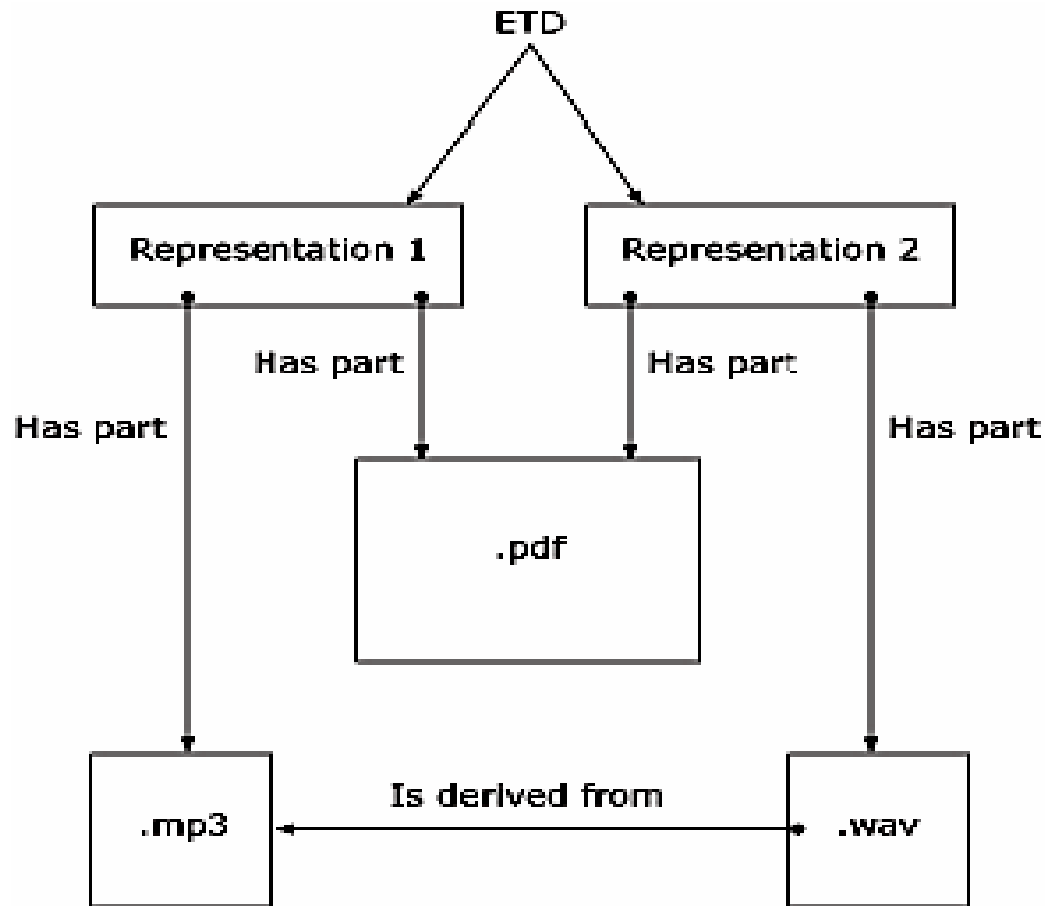 ETD
Representation 1
Representation 2
Has part
Has part
Has part
Has part
.pdf
Is derived from
.mp3
.wav